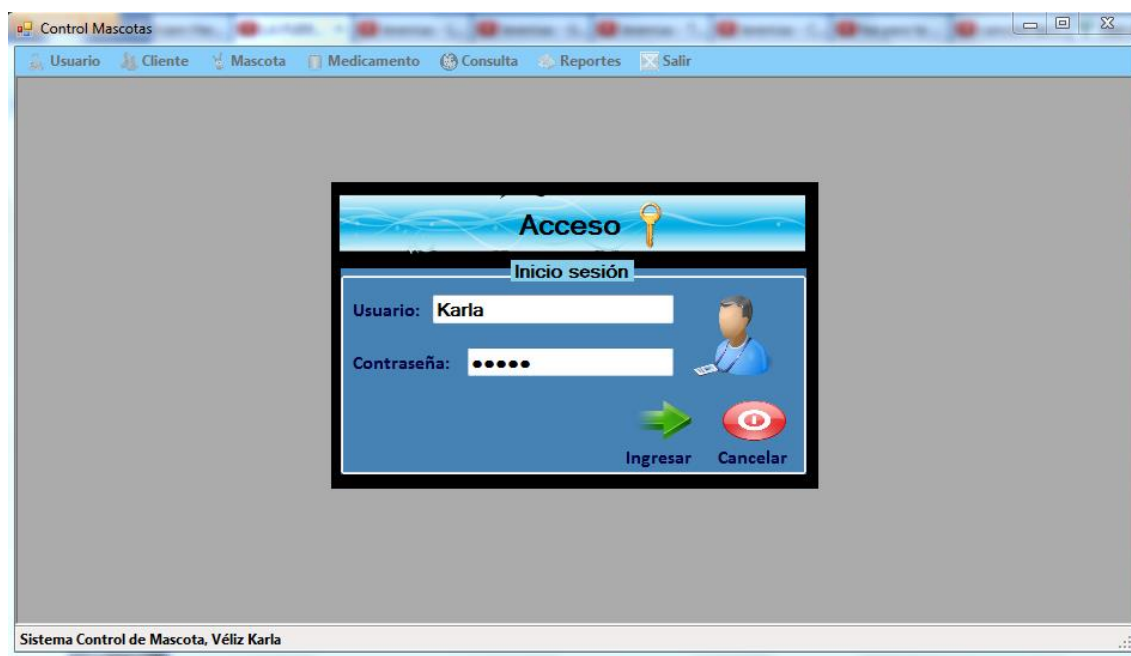 Control Mascotas
Usuario Cliente Mascota Medicamento Consulta Reportes Salir
Acceso
Inicio sesión
Usuario: Karla
Contraseña: •••••
Ingresar Cancelar
Sistema Control de Mascota, Véliz Karla